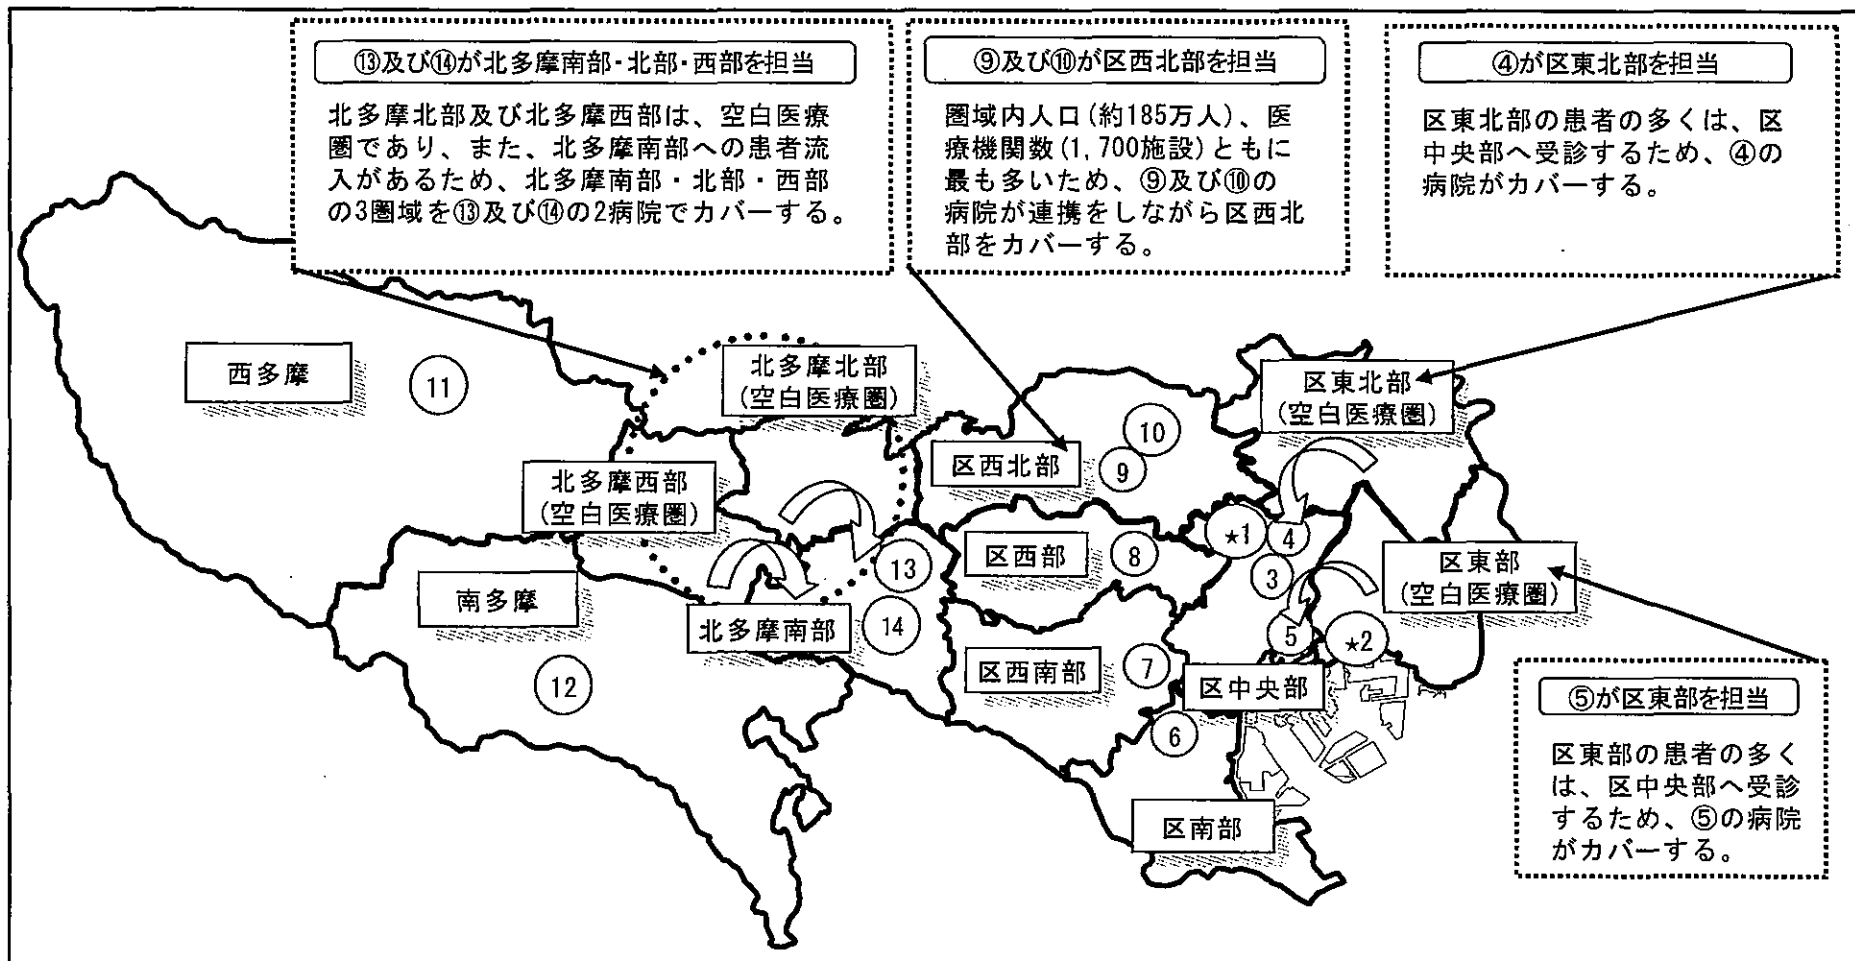 ⑬及び⑭が北多摩南部・北部・西部を担当
北多摩北部及び北多摩西部は、空白医療
圏であり、また、北多摩南部への患者流
入があるため、北多摩南部・北部・西部
の3圏域を⑬及び⑭の2病院でカバーする。
⑨及び⑩が区西北部を担当
圏域内人口(約185万人)、医
療機関数(1,700施設)ともに
最も多いため、⑨及び⑩の
病院が連携をしながら区西北
部をカバーする。
④が区東北部を担当
区東北部の患者の多くは、区
中央部へ受診するため、④の
病院がカバーする。
西多摩
11
北多摩北部
(空白医療圏)
区東北部
(空白医療圏)
10
区西北部
9
北多摩西部
(空白医療圏)
★1
4
区西部
8
13
3
区東部
(空白医療圏)
南多摩
北多摩南部
14
5
★2
区西南部
7
12
区中央部
6
区南部
⑤が区東部を担当
区東部の患者の多く
は、区中央部へ受診
するため、⑤の病院
がカバーする。